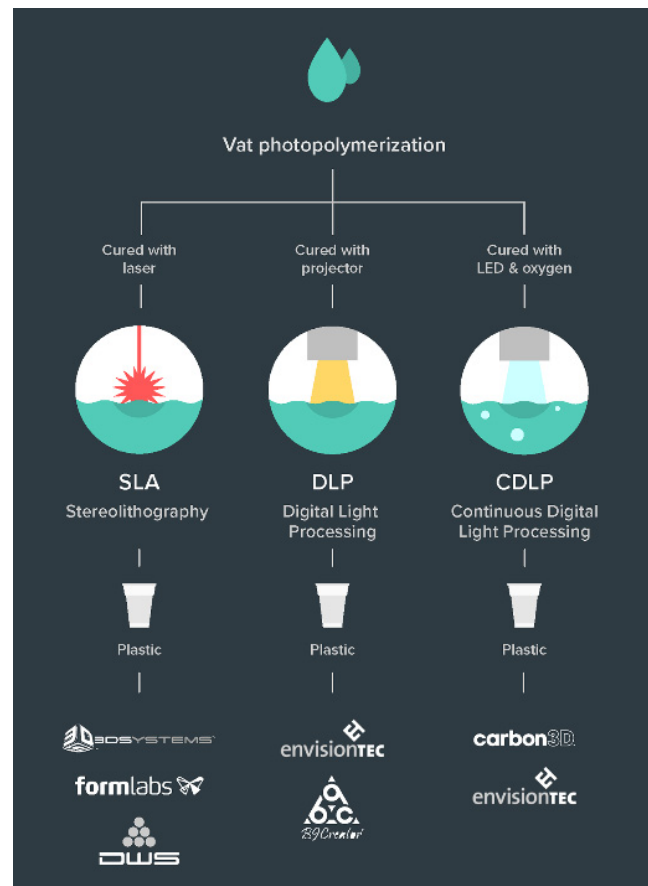 Vat photopolymerization
Cured with
laser
Cured with
projector
Cured with
LED & oxygen
SLA
Stereolithography
DLP
Digital Light
Processing
CDLP
Continuous Digital
Light Processing
Plastic
Plastic
Plastic
3D SYSTEMS
formlabs
DWS
envisionTEC
B9Creator
carbon3D
envisionTEC